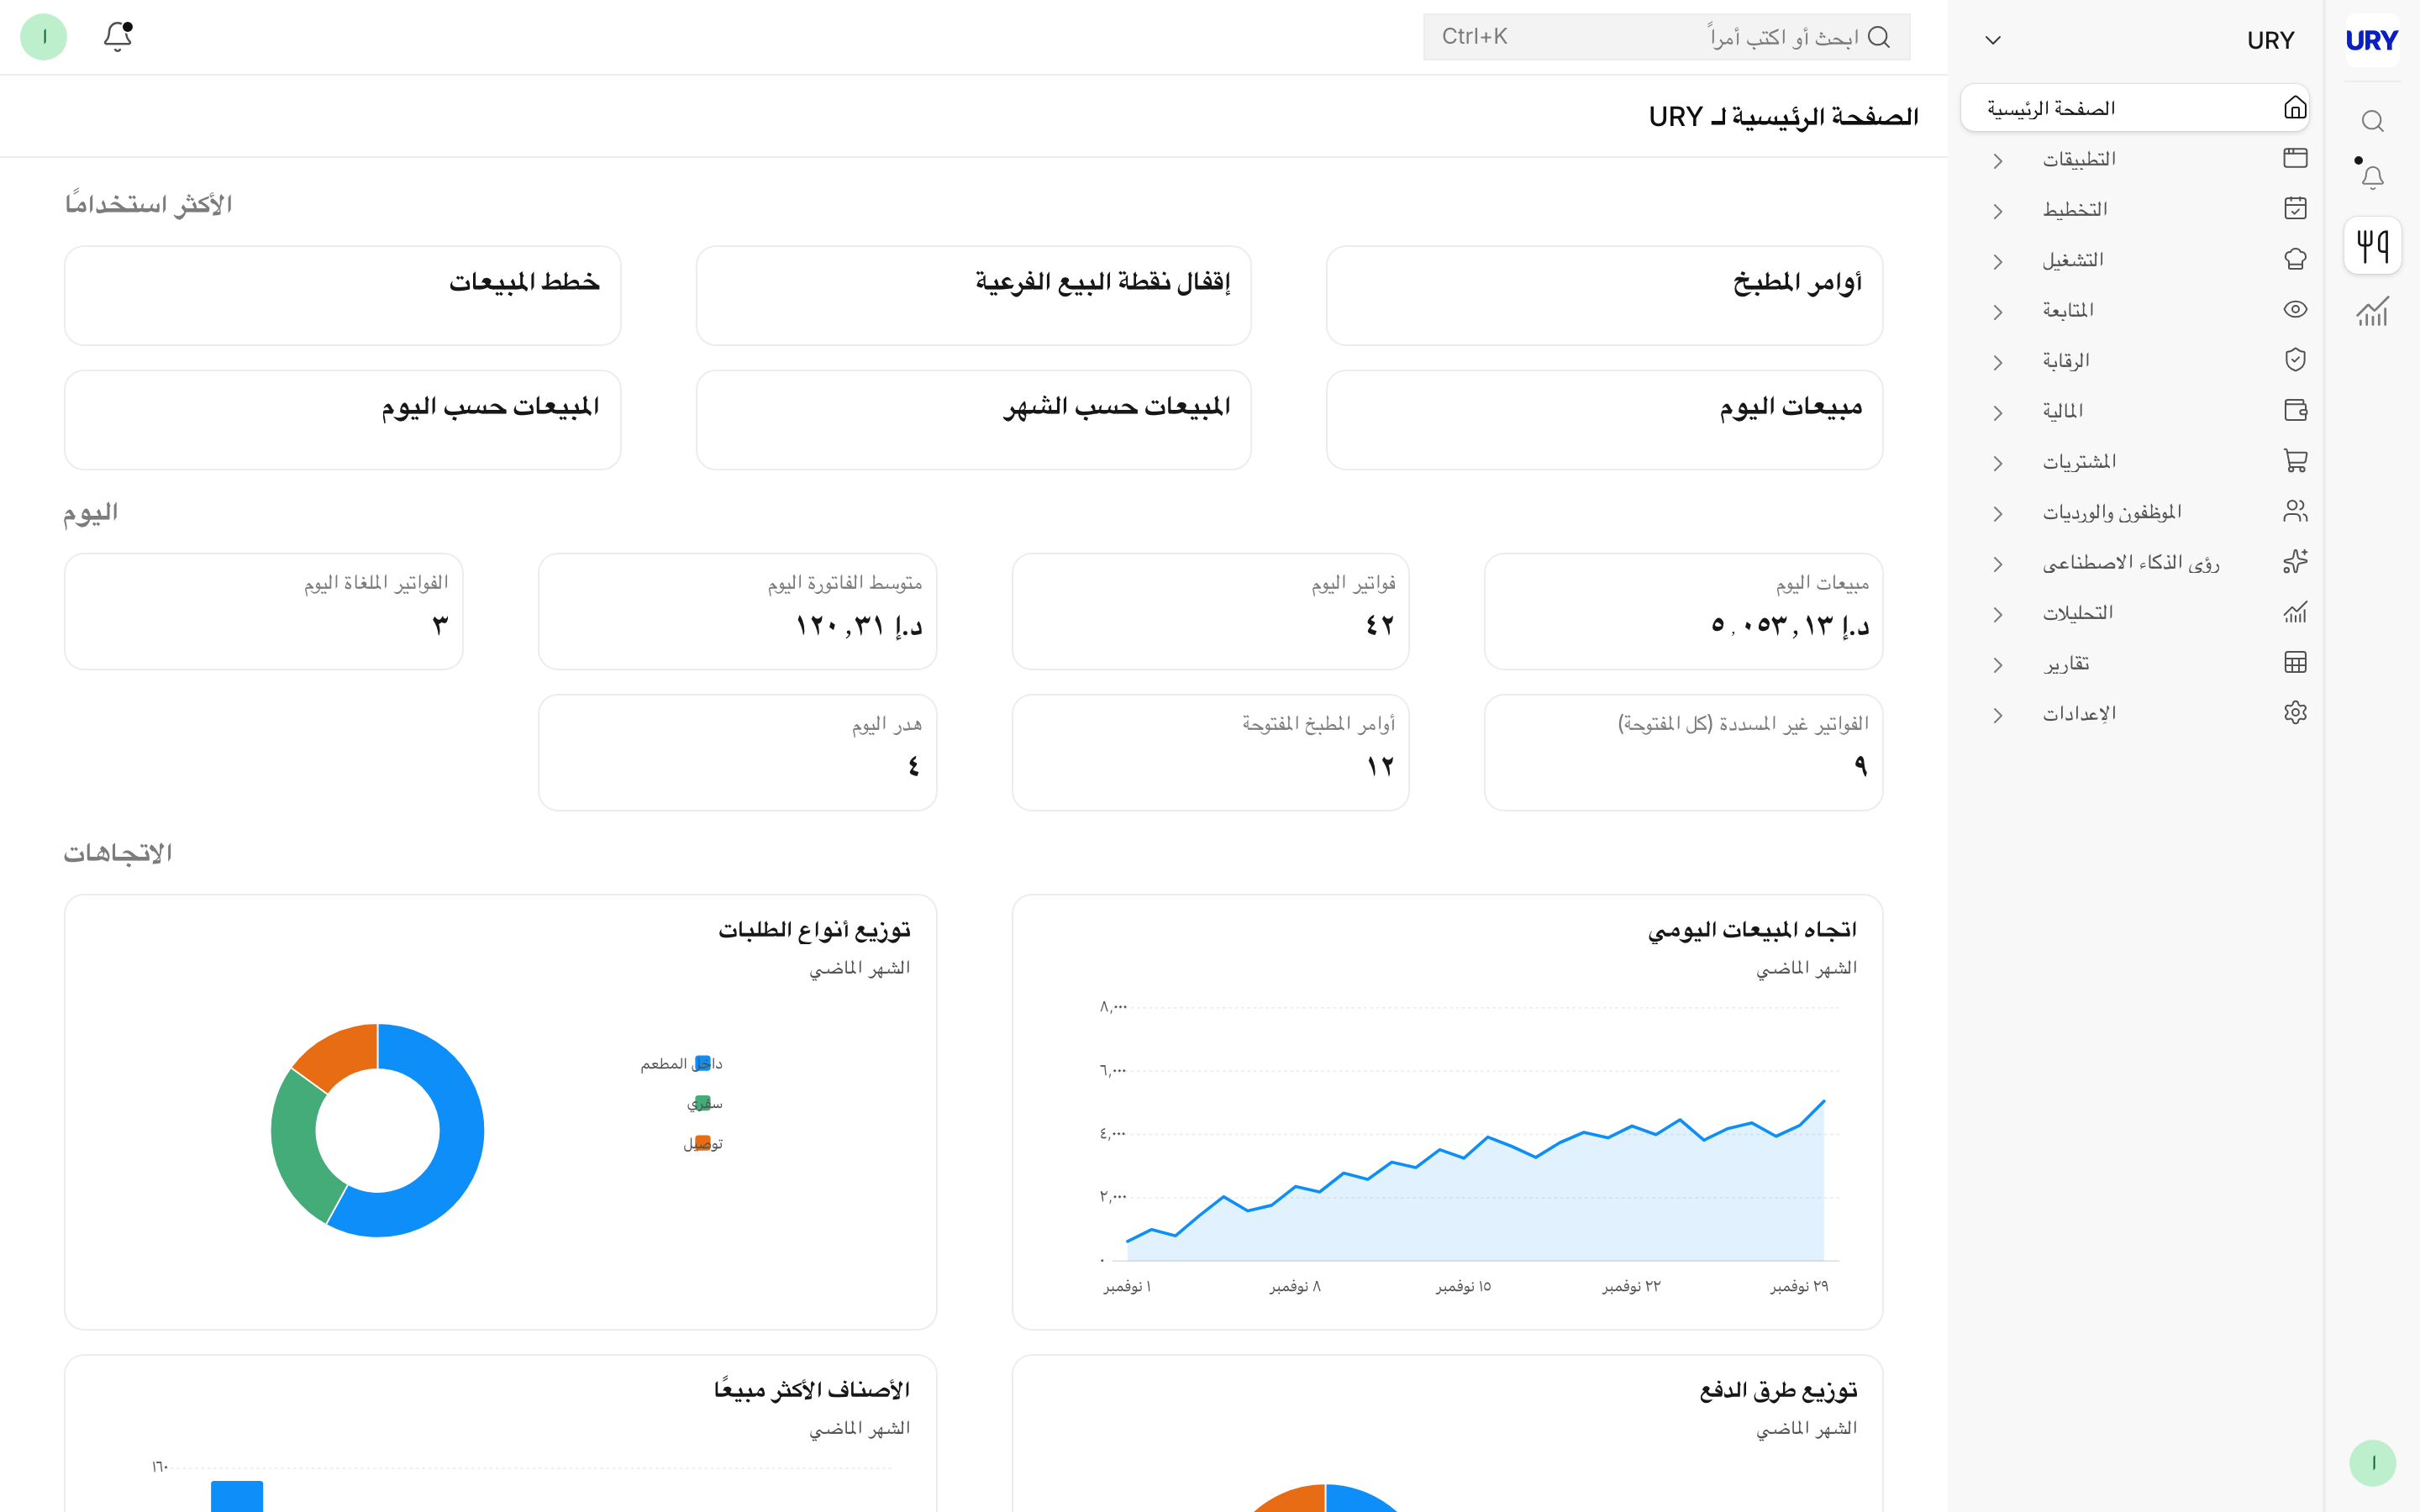 URY
URY
ابحث أو اكتب أمراً
Ctrl+K
ا
الصفحة الرئيسية
التطبيقات
التخطيط
التشغيل
المتابعة
الرقابة
المالية
المشتريات
الموظفون والورديات
رؤى الذكاء الاصطناعي
التحليلات
تقارير
الإعدادات
ا
الصفحة الرئيسية لـ URY
الأكثر استخدامًا
أوامر المطبخ
إقفال نقطة البيع الفرعية
خطط المبيعات
مبيعات اليوم
المبيعات حسب الشهر
المبيعات حسب اليوم
اليوم
مبيعات اليوم
د.إ ٥,٠٥٣,١٣
فواتير اليوم
٤٢
متوسط الفاتورة اليوم
د.إ ١٢٠,٣١
الفواتير الملغاة اليوم
٣
الفواتير غير المسددة (كل المفتوحة)
٩
أوامر المطبخ المفتوحة
١٢
هدر اليوم
٤
الاتجاهات
اتجاه المبيعات اليومي
الشهر الماضي
٨,٠٠٠
٦,٠٠٠
٤,٠٠٠
٢,٠٠٠
٠
١ نوفمبر
٨ نوفمبر
١٥ نوفمبر
٢٢ نوفمبر
٢٩ نوفمبر
توزيع أنواع الطلبات
الشهر الماضي
داخل المطعم
سفري
توصيل
توزيع طرق الدفع
الشهر الماضي
الأصناف الأكثر مبيعًا
الشهر الماضي
١٦٠